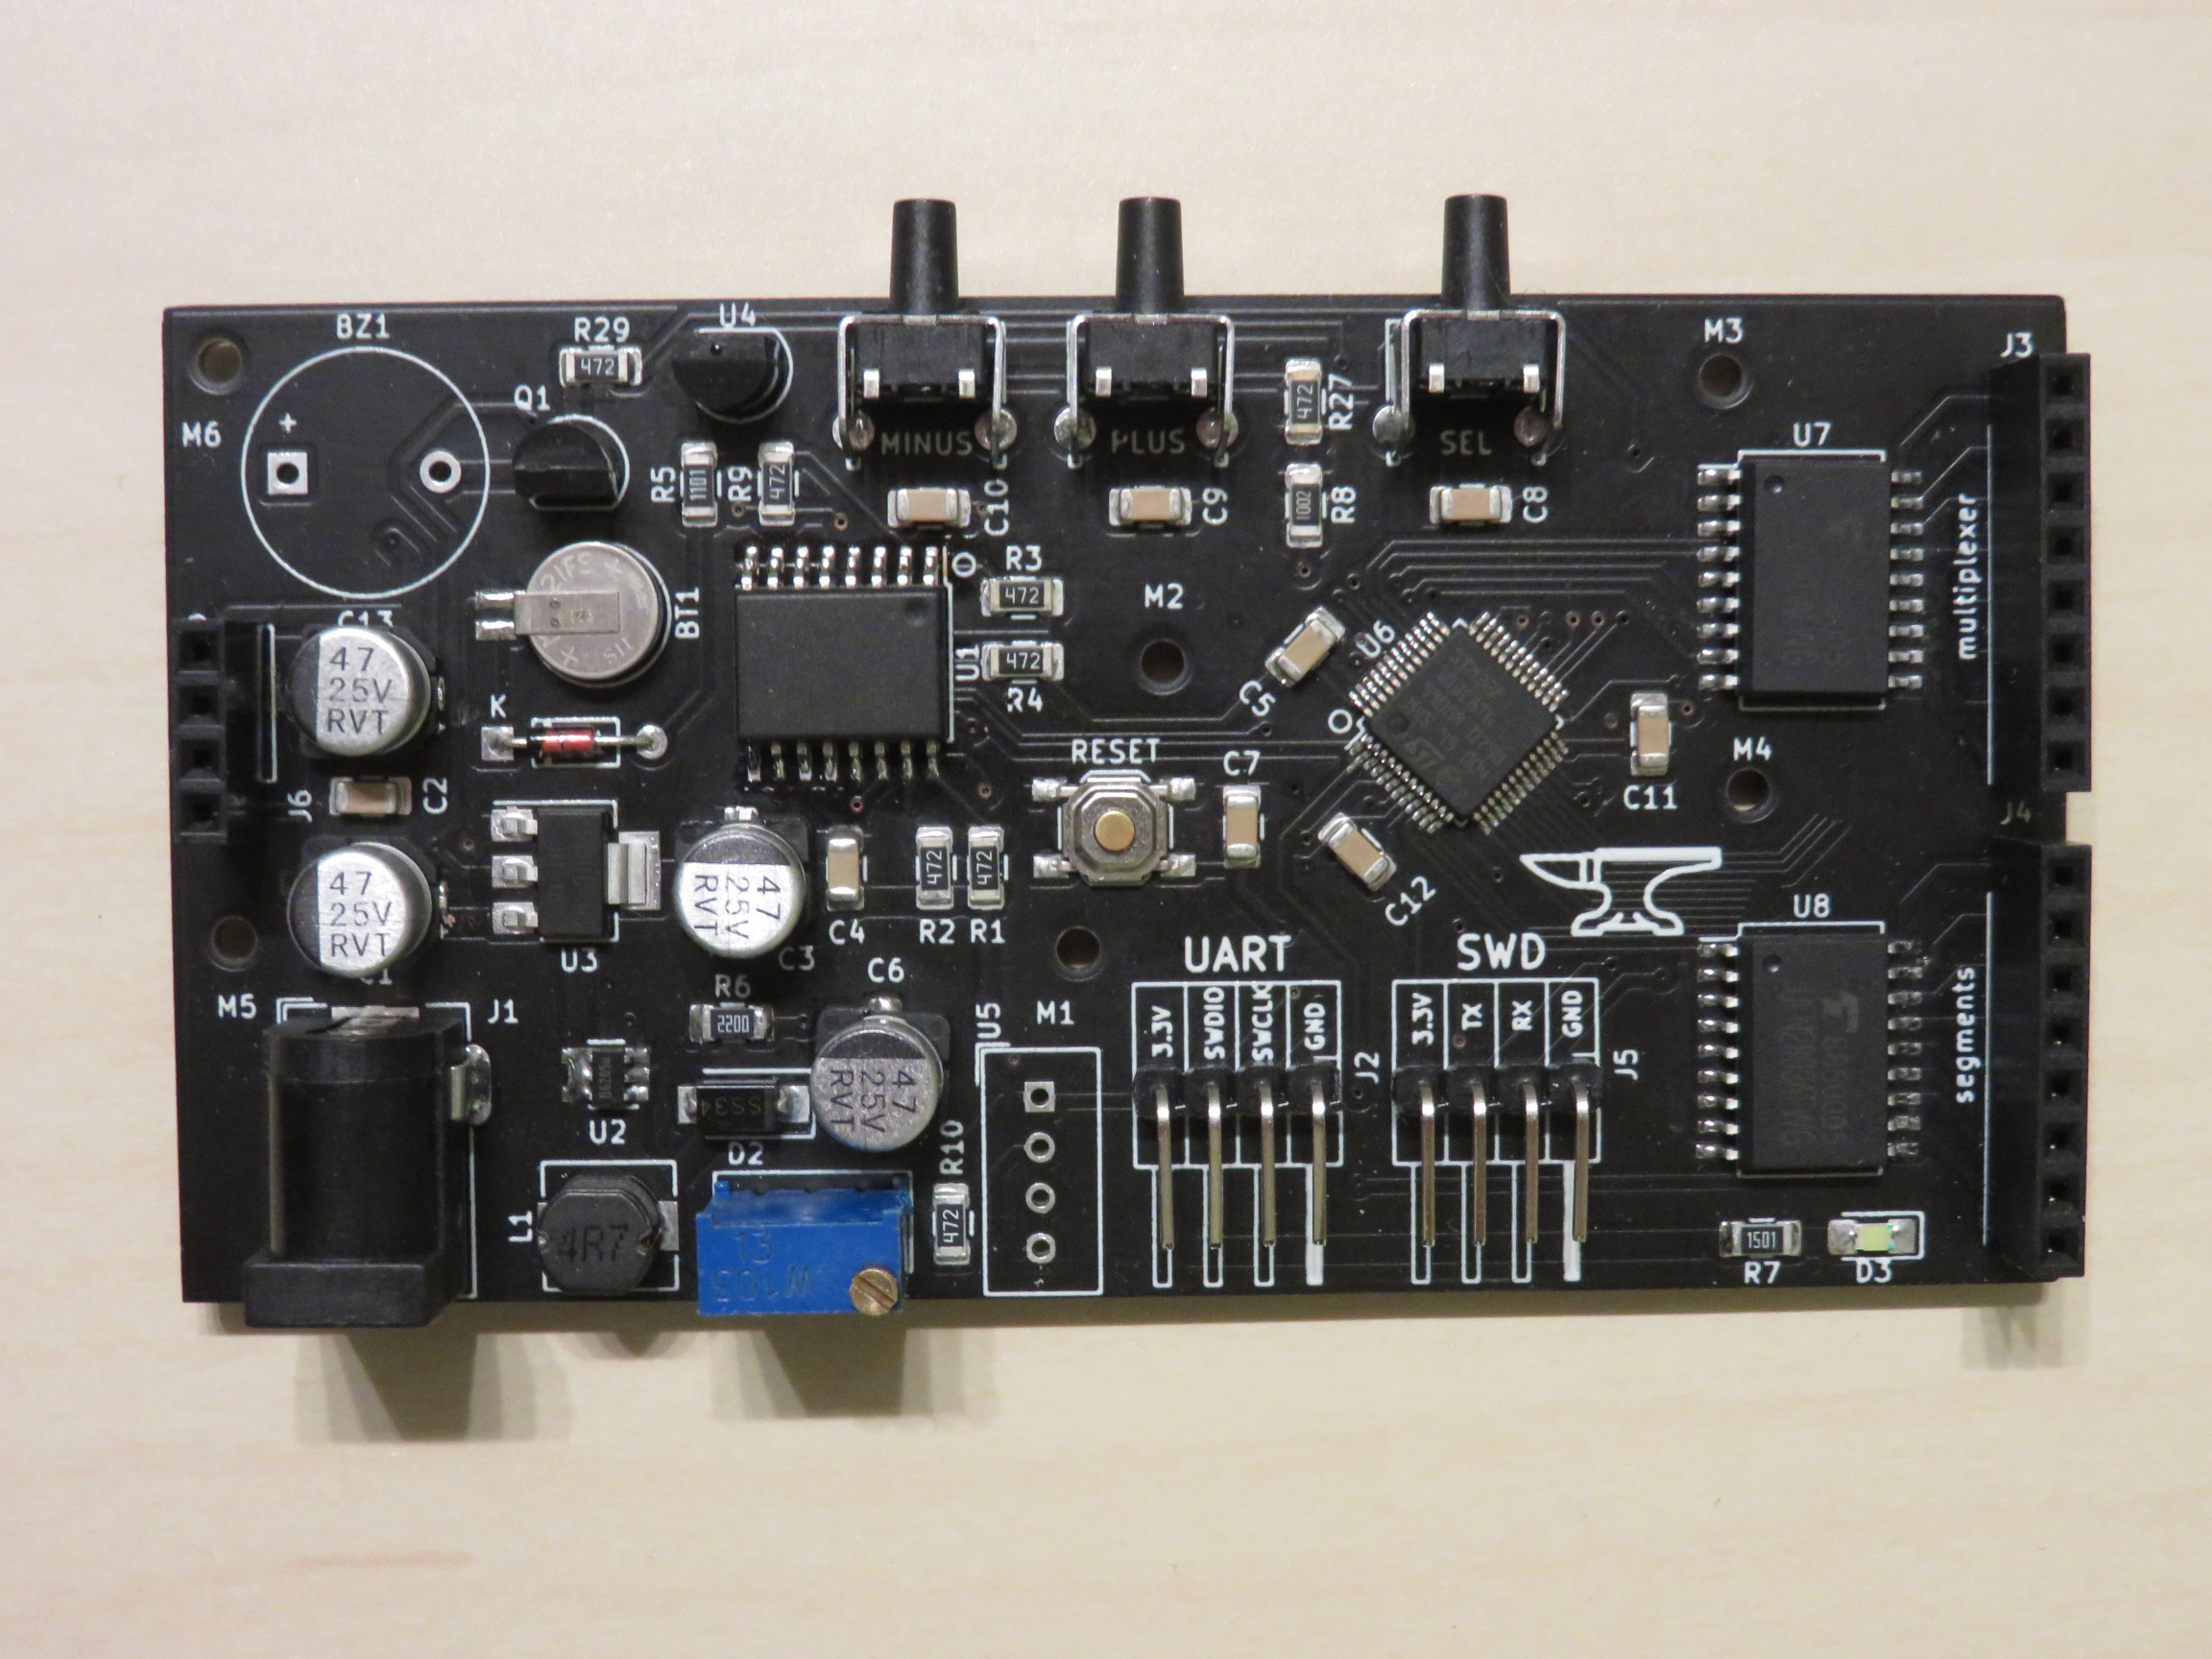 BZ1
R29
472
U4
M3
J3
M6
+
Q1
R5
1101
R9
472
MINUS
PLUS
472
R27
SEL
U7
C10
C9
1002
R8
C8
multiplexer
R3
472
M2
BT1
U1
472
R4
U6
C5
C13
47
25V
RVT
K
RESET
C7
M4
C11
J6
C2
J4
47
25V
RVT
C1
U3
47
25V
RVT
C3
C4
472
472
R2
R1
C12
U8
UART
SWD
M5
J1
R6
2200
C6
47
25V
RVT
U5
M1
3.3V
SWDIO
SWCLK
GND
J2
3.3V
TX
RX
GND
J5
segments
U2
SS34
D2
R10
472
L1
4R7
W103
1501
R7
D3